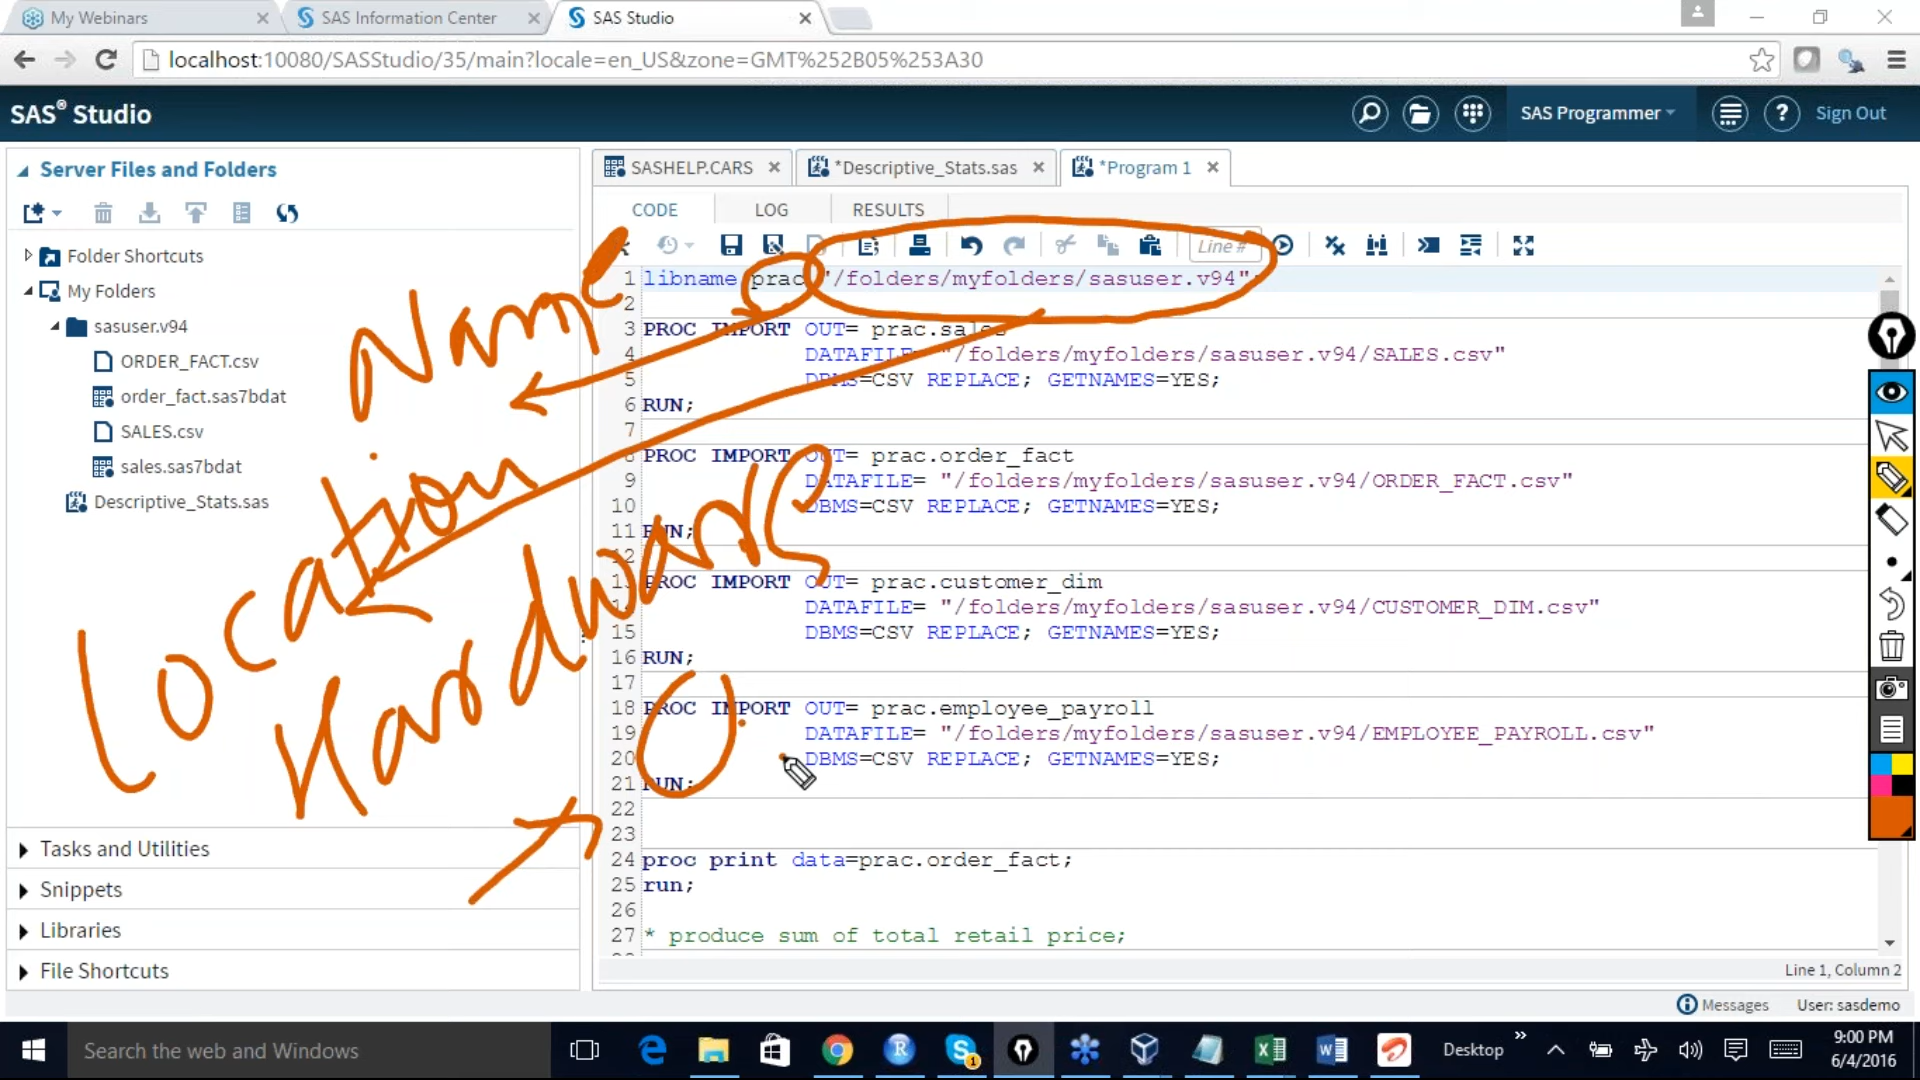 My Webinars
SAS Information Center
SAS Studio
localhost:10080/SASStudio/35/main?locale=en_US&zone=GMT%252B05%253A30
SAS® Studio
SAS Programmer
Sign Out
Server Files and Folders
Folder Shortcuts
My Folders
sasuser.v94
ORDER_FACT.csv
order_fact.sas7bdat
SALES.csv
sales.sas7bdat
Descriptive_Stats.sas
Tasks and Utilities
Snippets
Libraries
File Shortcuts
SASHELP.CARS
*Descriptive_Stats.sas
*Program 1
CODE LOG RESULTS
Line #
1 libname prac "/folders/myfolders/sasuser.v94";
2
3 PROC IMPORT OUT= prac.sales
4 DATAFILE= "/folders/myfolders/sasuser.v94/SALES.csv"
5 DBMS=CSV REPLACE; GETNAMES=YES;
6 RUN;
7
8 PROC IMPORT OUT= prac.order_fact
9 DATAFILE= "/folders/myfolders/sasuser.v94/ORDER_FACT.csv"
10 DBMS=CSV REPLACE; GETNAMES=YES;
11 RUN;
12
13 PROC IMPORT OUT= prac.customer_dim
14 DATAFILE= "/folders/myfolders/sasuser.v94/CUSTOMER_DIM.csv"
15 DBMS=CSV REPLACE; GETNAMES=YES;
16 RUN;
17
18 PROC IMPORT OUT= prac.employee_payroll
19 DATAFILE= "/folders/myfolders/sasuser.v94/EMPLOYEE_PAYROLL.csv"
20 DBMS=CSV REPLACE; GETNAMES=YES;
21 RUN;
22
23
24 proc print data=prac.order_fact;
25 run;
26
27 * produce sum of total retail price;
Name
Location
Hardware
Line 1, Column 2
Messages User: sasdemo
Search the web and Windows
Desktop
9:00 PM
6/4/2016